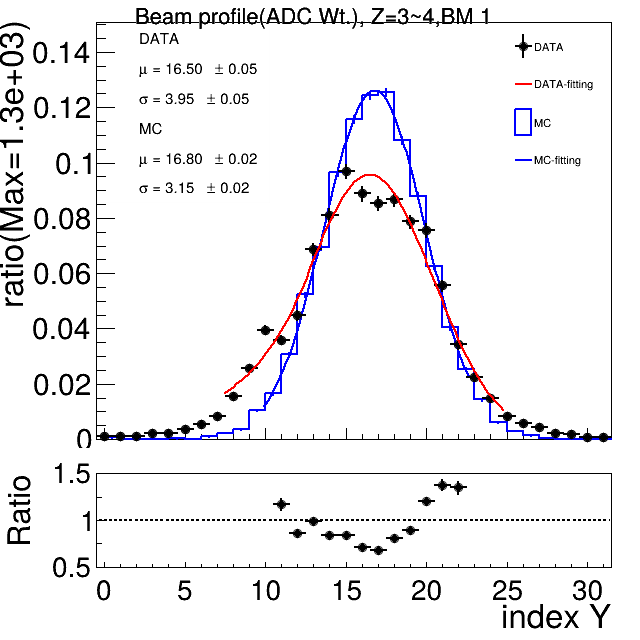 Beam profile(ADC Wt.), Z=3~4,BM 1
ratio(Max=1.3e+03)
0.14
0.12
0.1
0.08
0.06
0.04
0.02
0
DATA
μ = 16.50 ± 0.05
σ = 3.95 ± 0.05
MC
μ = 16.80 ± 0.02
σ = 3.15 ± 0.02
DATA
DATA-fitting
MC
MC-fitting
Ratio
1.5
1
0.5
0 5 10 15 20 25 30
index Y